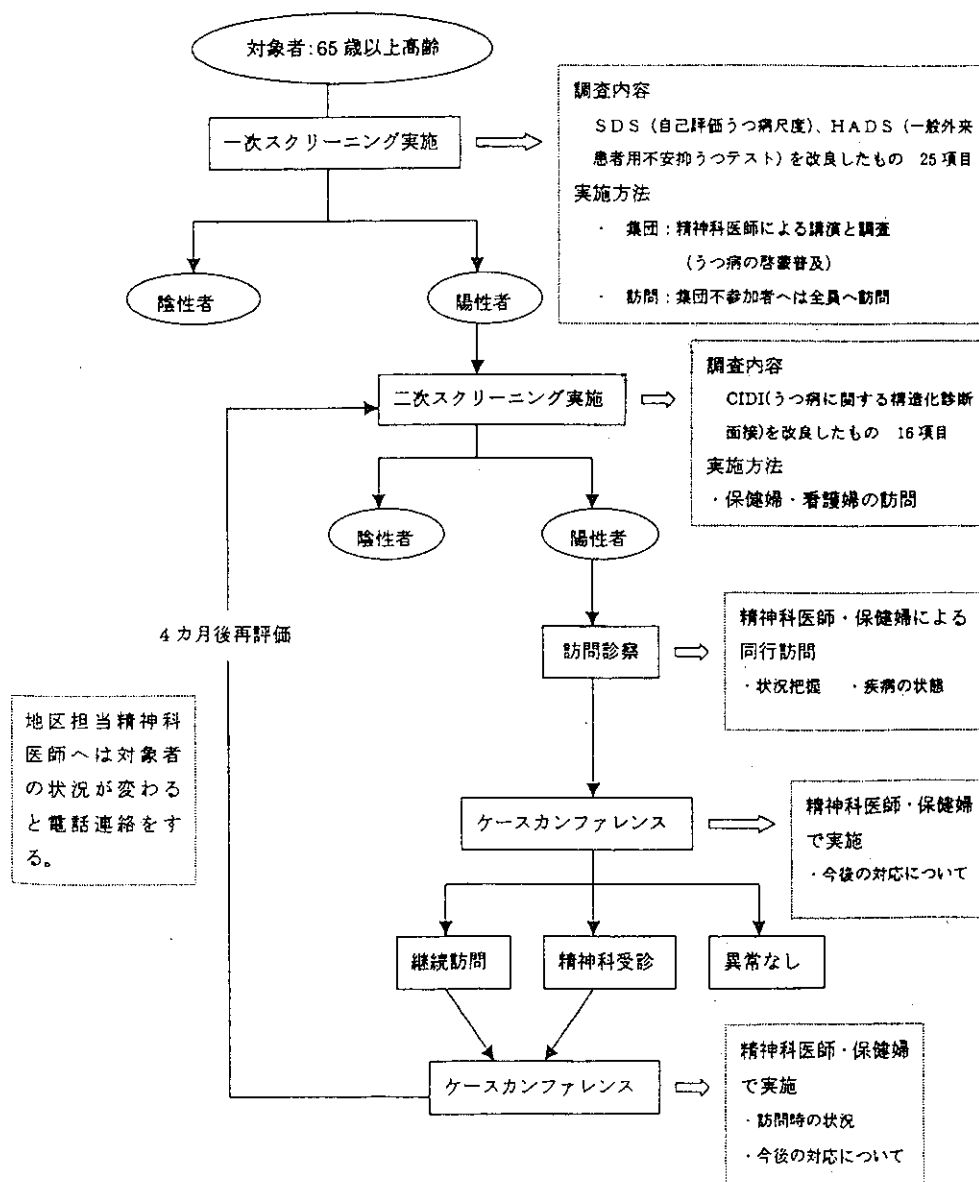 対象者：65歳以上高齢
一次スクリーニング実施
調査内容
SDS（自己評価うつ病尺度）、HADS（一般外来
患者用不安抑うつテスト）を改良したもの　25項目
実施方法
・　集団：精神科医師による講演と調査
（うつ病の啓蒙普及）
・　訪問：集団不参加者へは全員へ訪問
陰性者
陽性者
二次スクリーニング実施
調査内容
CIDI(うつ病に関する構造化診断
面接)を改良したもの　16項目
実施方法
・保健婦・看護婦の訪問
陰性者
陽性者
4カ月後再評価
訪問診察
精神科医師・保健婦による
同行訪問
・状況把握　・疾病の状態
地区担当精神科
医師へは対象者
の状況が変わる
と電話連絡をす
る。
ケースカンファレンス
精神科医師・保健婦
で実施
・今後の対応について
継続訪問
精神科受診
異常なし
ケースカンファレンス
精神科医師・保健婦
で実施
・訪問時の状況
・今後の対応について